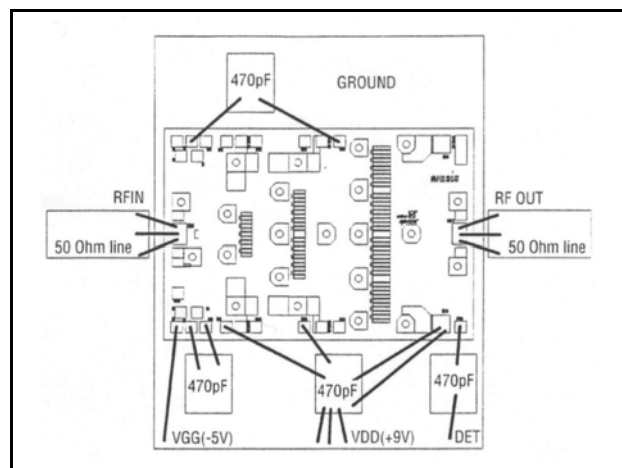 470pF
GROUND
RFIN
RF OUT
50 Ohm line
50 Ohm line
470pF
470pF
470pF
VGG(-5V)
VDD(+9V)
DET